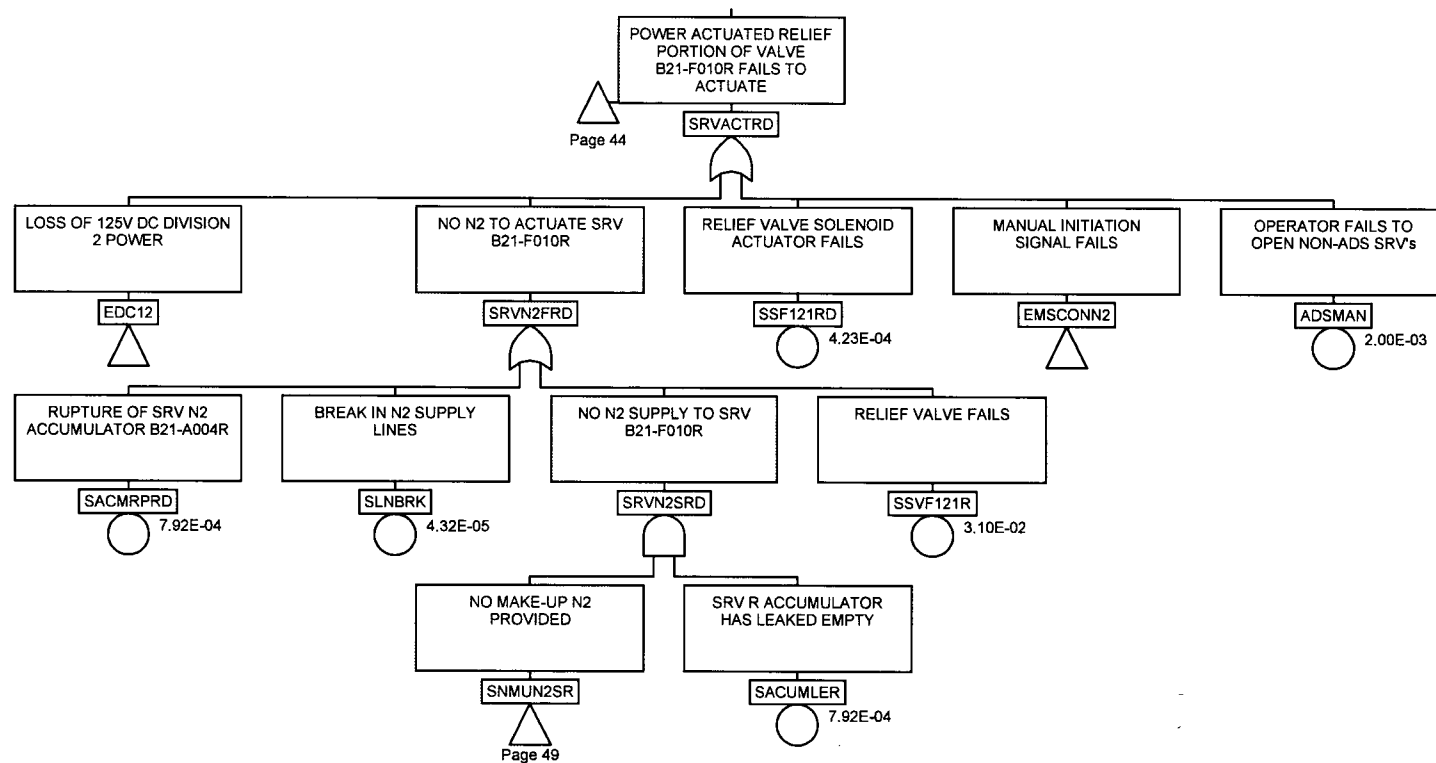 POWER ACTUATED RELIEF
PORTION OF VALVE
B21-F010R FAILS TO
ACTUATE
Page 44
SRVACTRD
LOSS OF 125V DC DIVISION
2 POWER
EDC12
NO N2 TO ACTUATE SRV
B21-F010R
SRVN2FRD
RELIEF VALVE SOLENOID
ACTUATOR FAILS
SSF121RD
4.23E-04
MANUAL INITIATION
SIGNAL FAILS
EMSCONN2
OPERATOR FAILS TO
OPEN NON-ADS SRV's
ADSMAN
2.00E-03
RUPTURE OF SRV N2
ACCUMULATOR B21-A004R
SACMRPRD
7.92E-04
BREAK IN N2 SUPPLY
LINES
SLNBRK
4.32E-05
NO N2 SUPPLY TO SRV
B21-F010R
SRVN2SRD
RELIEF VALVE FAILS
SSVF121R
3.10E-02
NO MAKE-UP N2
PROVIDED
SNMUN2SR
Page 49
SRV R ACCUMULATOR
HAS LEAKED EMPTY
SACUMLER
7.92E-04